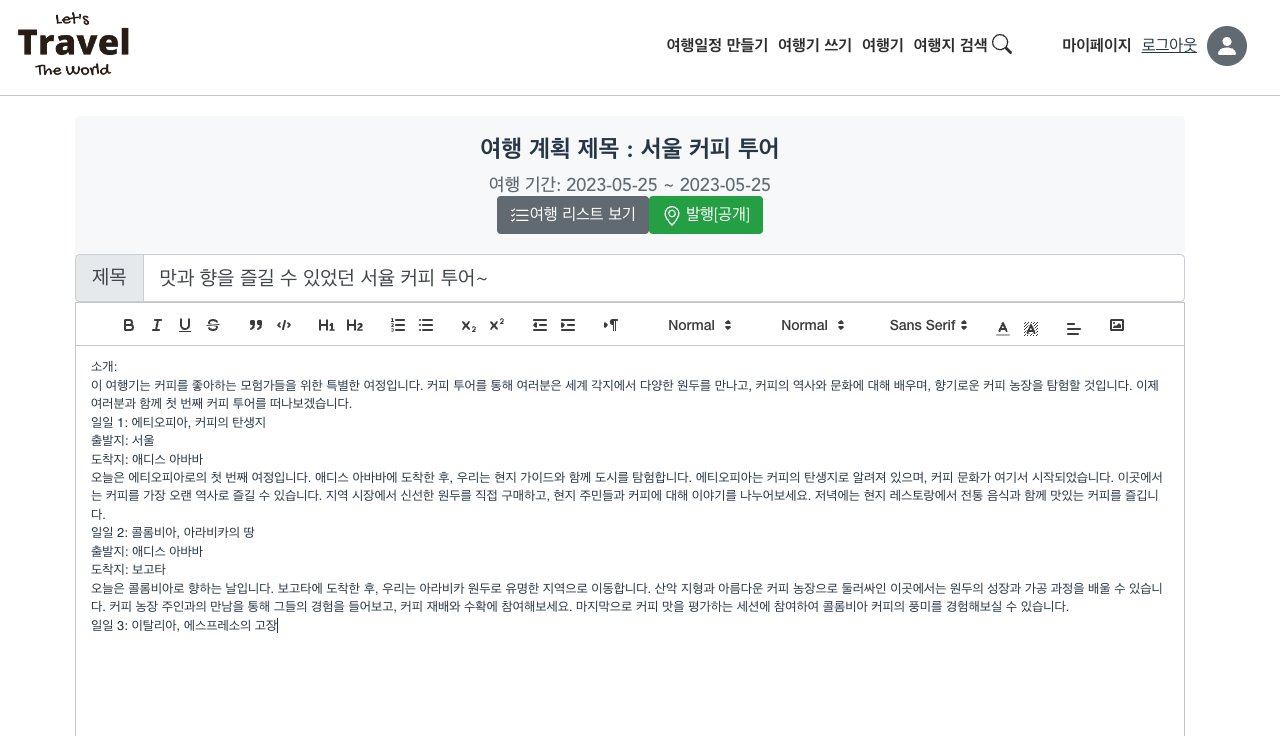 Let's
Travel
The World
여행일정 만들기 여행기 쓰기 여행기 여행지 검색 마이페이지 로그아웃
여행 계획 제목 : 서울 커피 투어
여행 기간: 2023-05-25 ~ 2023-05-25
여행 리스트 보기 발행[공개]
제목 맛과 향을 즐길 수 있었던 서율 커피 투어~
B I U S H1 H2 X2 X2 Normal Normal Sans Serif A A
소개:
이 여행기는 커피를 좋아하는 모험가들을 위한 특별한 여정입니다. 커피 투어를 통해 여러분은 세계 각지에서 다양한 원두를 만나고, 커피의 역사와 문화에 대해 배우며, 향기로운 커피 농장을 탐험할 것입니다. 이제
여러분과 함께 첫 번째 커피 투어를 떠나보겠습니다.
일일 1: 에티오피아, 커피의 탄생지
출발지: 서울
도착지: 애디스 아바바
오늘은 에티오피아로의 첫 번째 여정입니다. 애디스 아바바에 도착한 후, 우리는 현지 가이드와 함께 도시를 탐험합니다. 에티오피아는 커피의 탄생지로 알려져 있으며, 커피 문화가 여기서 시작되었습니다. 이곳에서
는 커피를 가장 오랜 역사로 즐길 수 있습니다. 지역 시장에서 신선한 원두를 직접 구매하고, 현지 주민들과 커피에 대해 이야기를 나누어보세요. 저녁에는 현지 레스토랑에서 전통 음식과 함께 맛있는 커피를 즐깁니
다.
일일 2: 콜롬비아, 아라비카의 땅
출발지: 애디스 아바바
도착지: 보고타
오늘은 콜롬비아로 향하는 날입니다. 보고타에 도착한 후, 우리는 아라비카 원두로 유명한 지역으로 이동합니다. 산악 지형과 아름다운 커피 농장으로 둘러싸인 이곳에서는 원두의 성장과 가공 과정을 배울 수 있습니
다. 커피 농장 주인과의 만남을 통해 그들의 경험을 들어보고, 커피 재배와 수확에 참여해보세요. 마지막으로 커피 맛을 평가하는 세션에 참여하여 콜롬비아 커피의 풍미를 경험해보실 수 있습니다.
일일 3: 이탈리아, 에스프레소의 고장